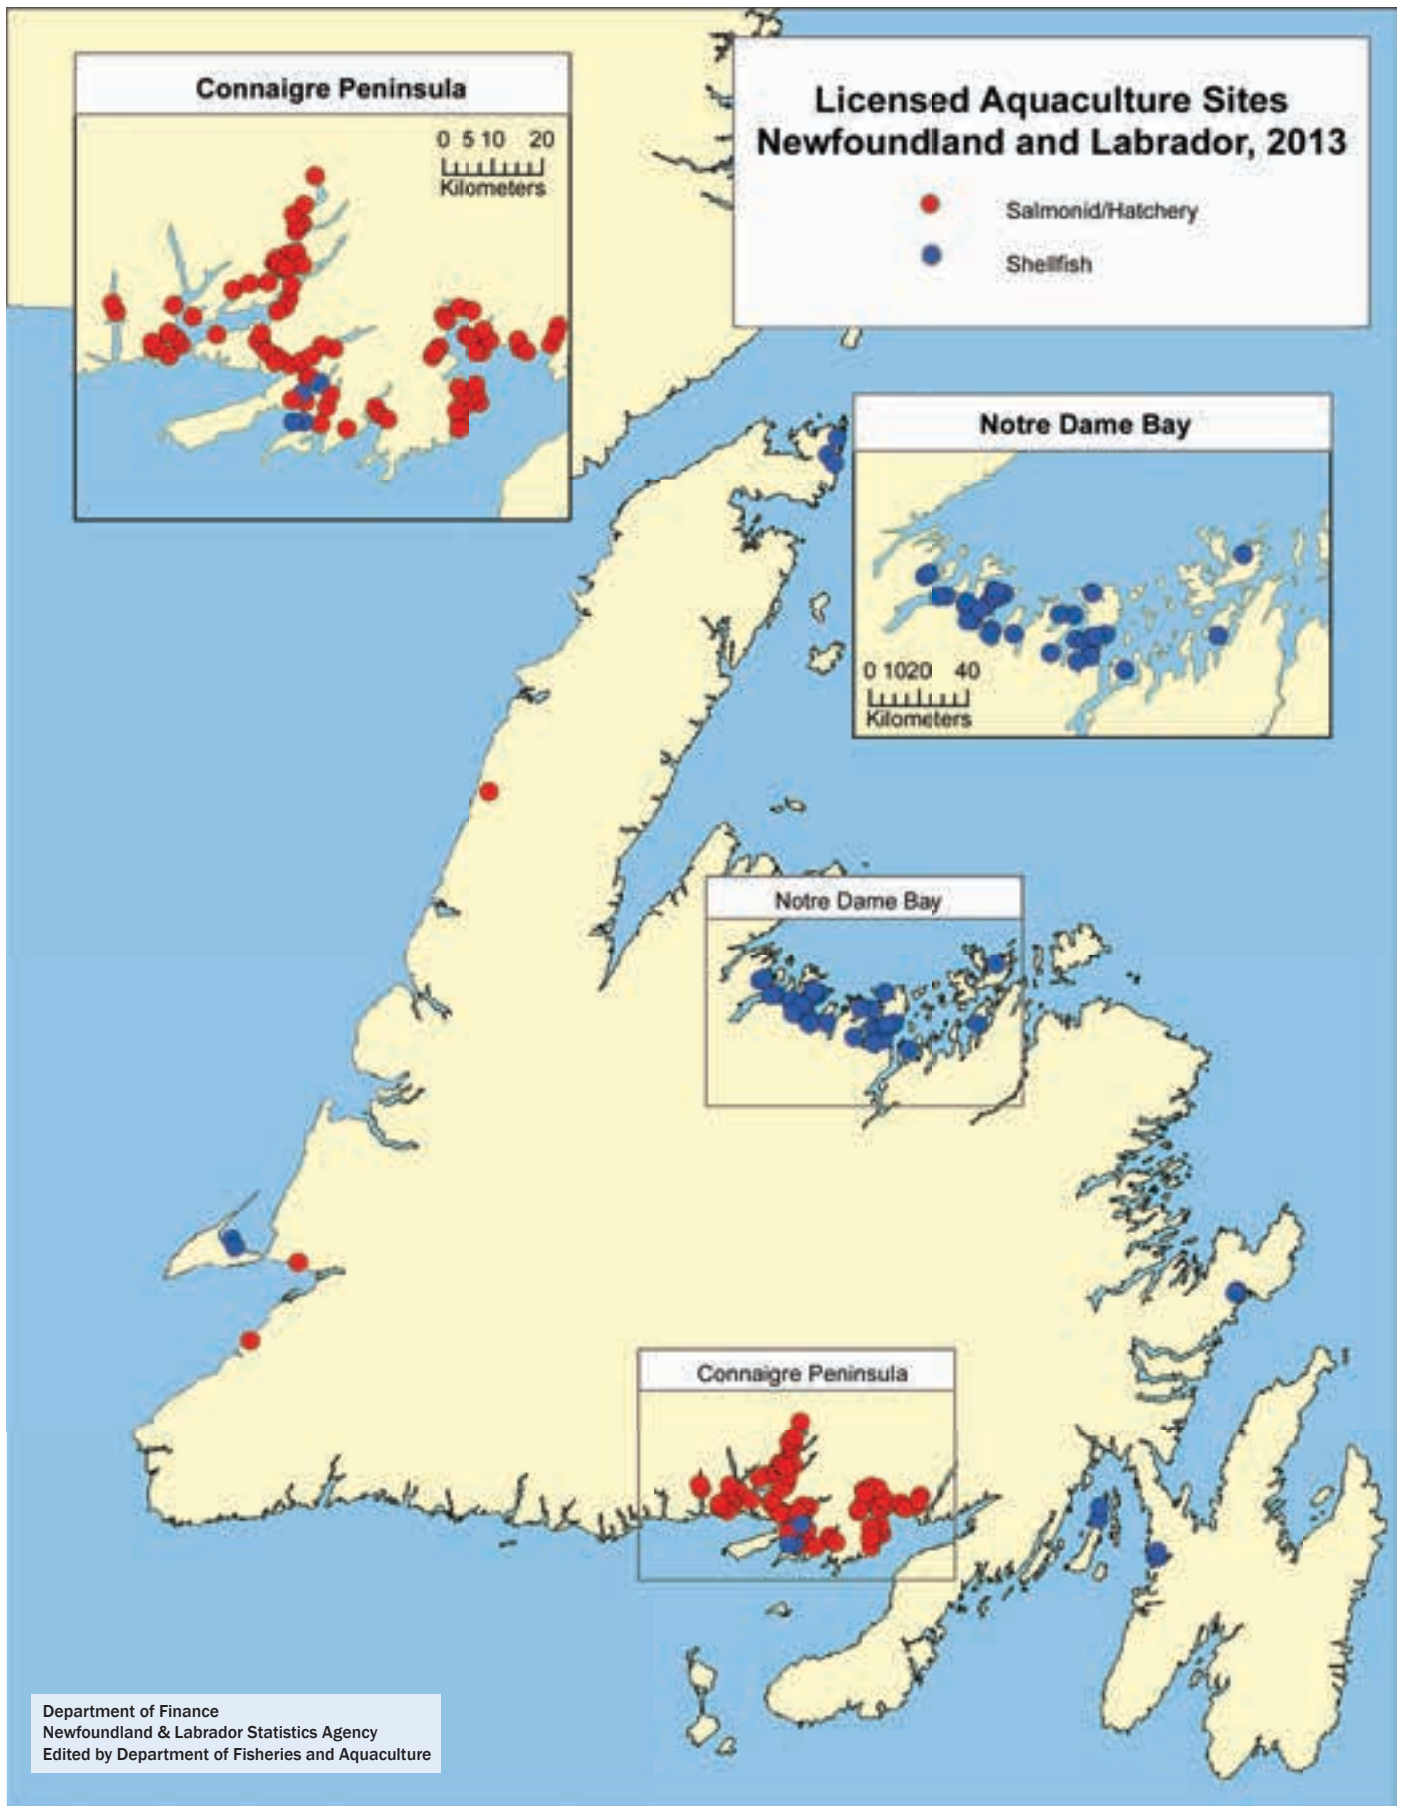 Connaigre Peninsula
0 5 10 20
Kilometers
Licensed Aquaculture Sites
Newfoundland and Labrador, 2013
Salmonid/Hatchery
Shellfish
Notre Dame Bay
0 1020 40
Kilometers
Notre Dame Bay
Connaigre Peninsula
Department of Finance
Newfoundland & Labrador Statistics Agency
Edited by Department of Fisheries and Aquaculture